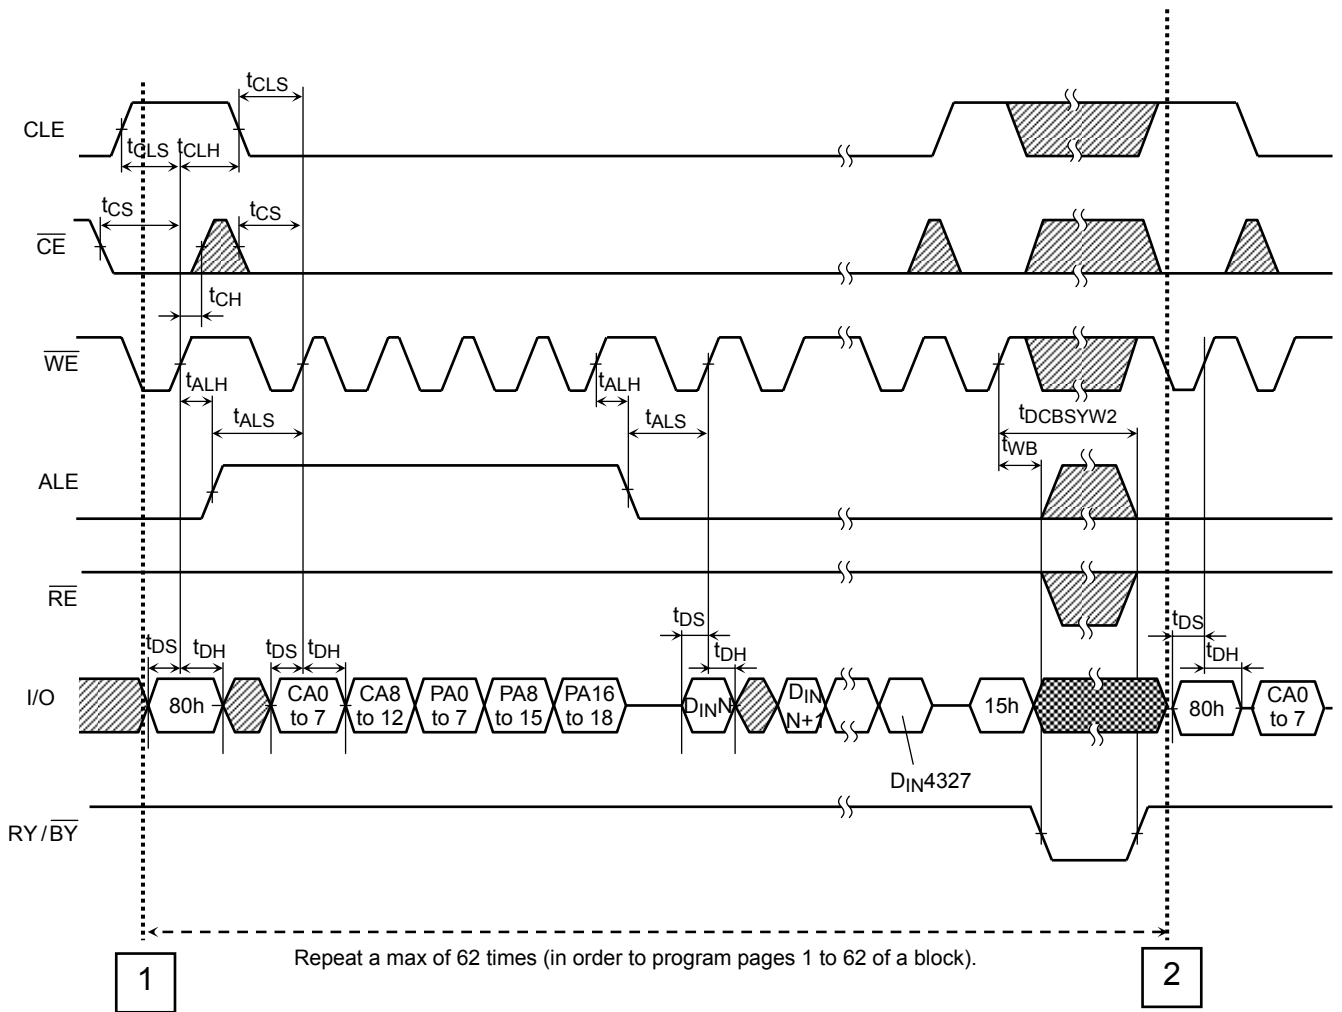 tCLS
CLE
tCLS tCLH
tCS tCS
CE
tCH
WE
tALH tALH
tALS tALS
tDCBSYW2
tWB
ALE
RE
tDS tDH tDS tDH tDS tDH tDS tDH
I/O
80h
CA0 to 7
CA8 to 12
PA0 to 7
PA8 to 15
PA16 to 18
DINN
DIN N+1
15h
80h
CA0 to 7
DIN4327
RY/BY
Repeat a max of 62 times (in order to program pages 1 to 62 of a block).
1
2